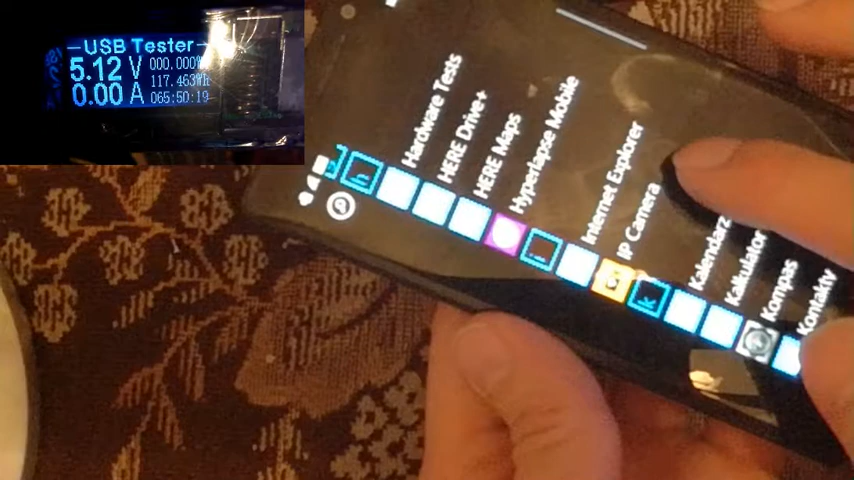 -USB Tester-
5.12 V
0.00 A
117.463Wh
065:50:19
h
Hardware Tests
HERE Drive+
HERE Maps
Hyperlapse Mobile
i
Internet Explorer
IP Camera
k
Kalendarz
Kalkulator
Kompas
Kontakty